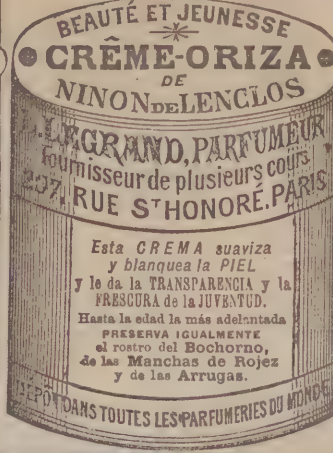 BEAUTÉ ET JEUNESSE
CRÊME-ORIZA
DE
NINON DE LENCLOS
L. LEGRAND, PARFUMEUR
fournisseur de plusieurs cours
207, RUE ST HONORÉ. PARIS
Esta CREMA suaviza
y blanquea la PIEL
y le da la TRANSPARENCIA y la
FRESCURA de la JUVENTUD.
Hasta la edad la más adelantada
PRESERVA IGUALMENTE
el rostro del Bochorno,
de las Manchas de Rojez
y de las Arrugas.
DÉPÔT DANS TOUTES LES PARFUMERIES DU MONDE